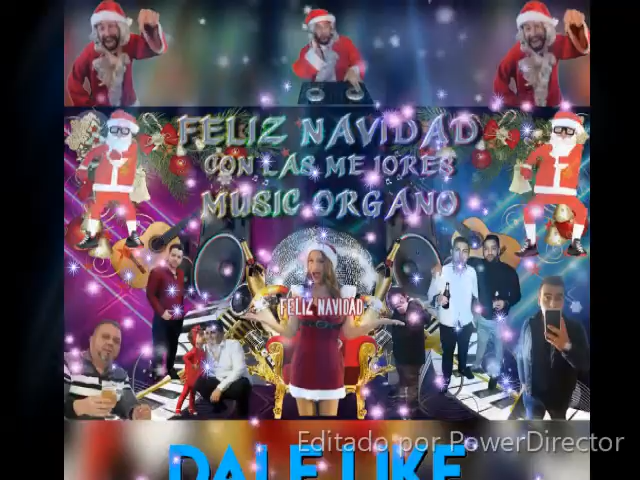 FELIZ NAVIDAD
CON LAS MEJORES
MUSIC ORGANO
FELIZ NAVIDAD
Editado por PowerDirector
DALE LIKE